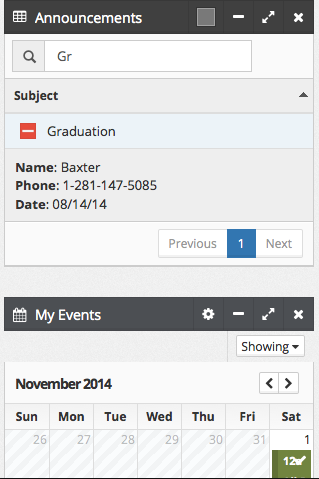 Announcements
Gr
Subject
Graduation
Name: Baxter
Phone: 1-281-147-5085
Date: 08/14/14
Previous 1 Next
My Events
Showing
November 2014
Sun Mon Tue Wed Thu Fri Sat
26 27 28 29 30 31 1